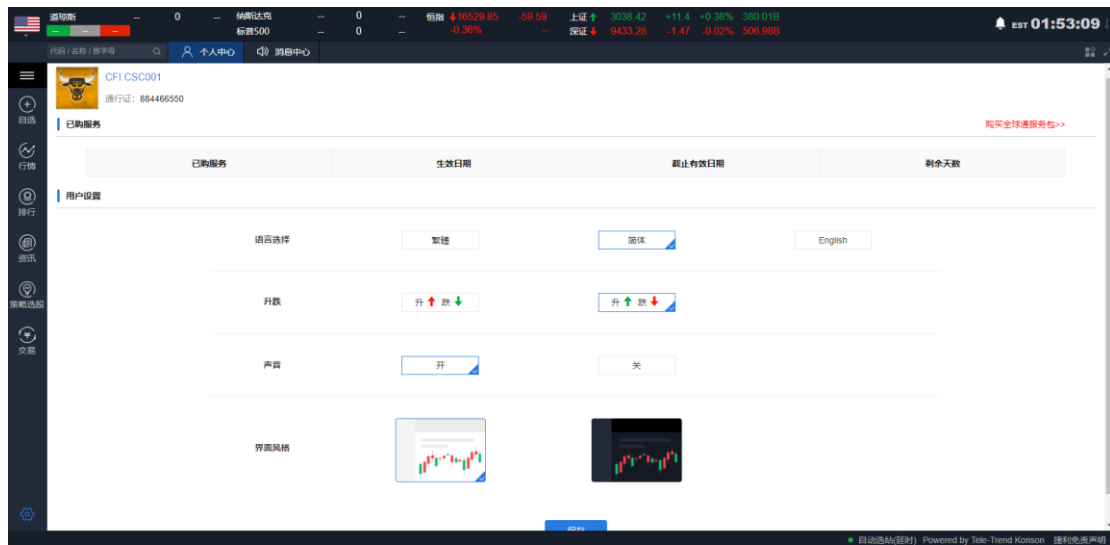 道琼斯 -- 0 -- 纳斯达克 -- 0 -- 恒指 16529.85 -59.59 上证 3038.42 +11.4 +0.38% 380.01B
-- -- -- 标普500 -- 0 -- -0.36% -- 深证 9433.28 -1.47 -0.02% 506.98B
EST 01:53:09
代码 / 名称 / 首字母 个人中心 消息中心
CFI.CSC001
通行证: 884466550
自选
已购服务 购买全球通服务包>>
行情
已购服务 生效日期 截止有效日期 剩余天数
用户设置
排行
语言选择 繁體 简体 English
资讯
策略选股
升跌 升 跌 升 跌
交易
声音 开 关
界面风格
保存
自动选站(延时) Powered by Tele-Trend Konson 捷利免责声明